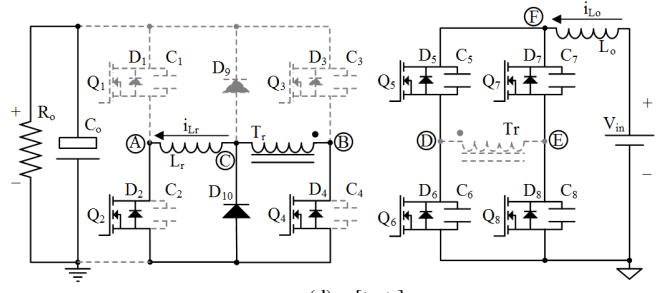 F
iLo
Lo
D1
C1
D9
D3
C3
Q1
Q3
D5
C5
D7
C7
Q5
Q7
+
Ro
Co
−
A
iLr
Lr
C
Tr
B
D
Tr
E
+
Vin
−
D2
C2
D10
D4
C4
Q2
Q4
D6
C6
D8
C8
Q6
Q8